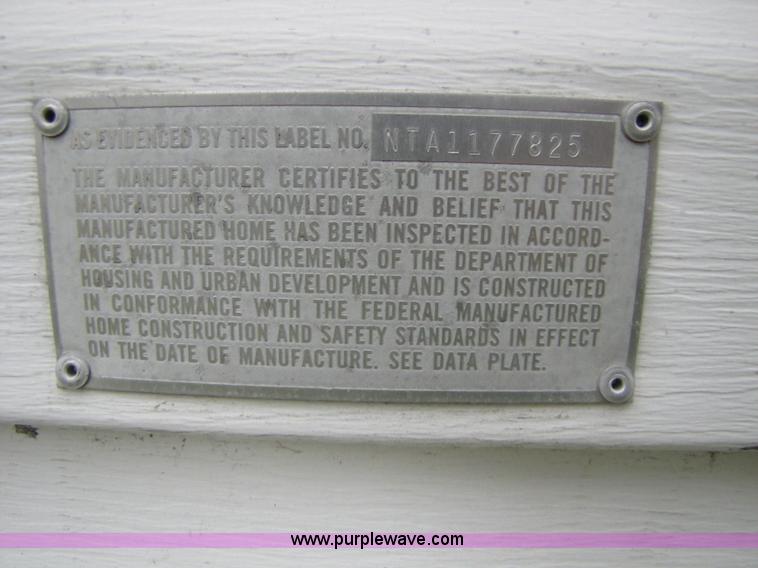 AS EVIDENCED BY THIS LABEL NO. NTA1177825
THE MANUFACTURER CERTIFIES TO THE BEST OF THE
MANUFACTURER'S KNOWLEDGE AND BELIEF THAT THIS
MANUFACTURED HOME HAS BEEN INSPECTED IN ACCORD-
ANCE WITH THE REQUIREMENTS OF THE DEPARTMENT OF
HOUSING AND URBAN DEVELOPMENT AND IS CONSTRUCTED
IN CONFORMANCE WITH THE FEDERAL MANUFACTURED
HOME CONSTRUCTION AND SAFETY STANDARDS IN EFFECT
ON THE DATE OF MANUFACTURE. SEE DATA PLATE.
www.purplewave.com